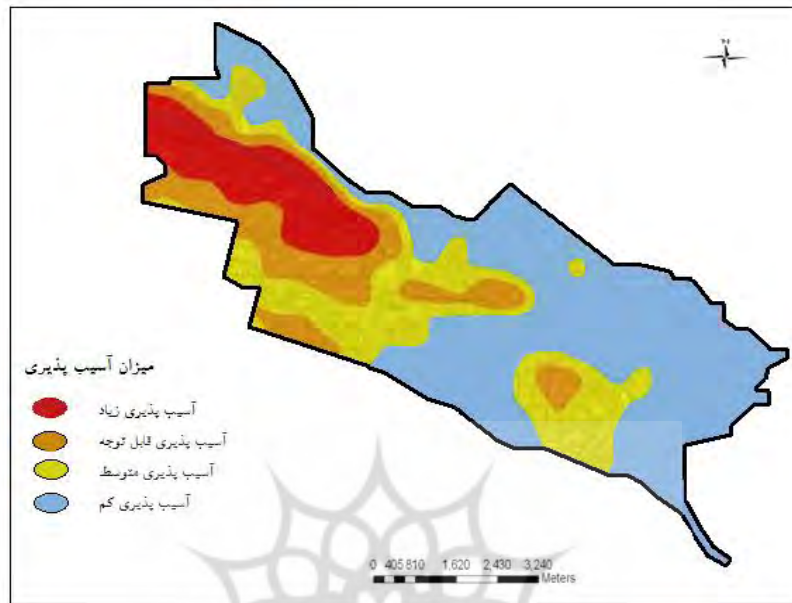 N
میزان آسیب پذیری
آسیب پذیری زیاد
آسیب پذیری قابل توجه
آسیب پذیری متوسط
آسیب پذیری کم
0 405 810 1,620 2,430 3,240
Meters